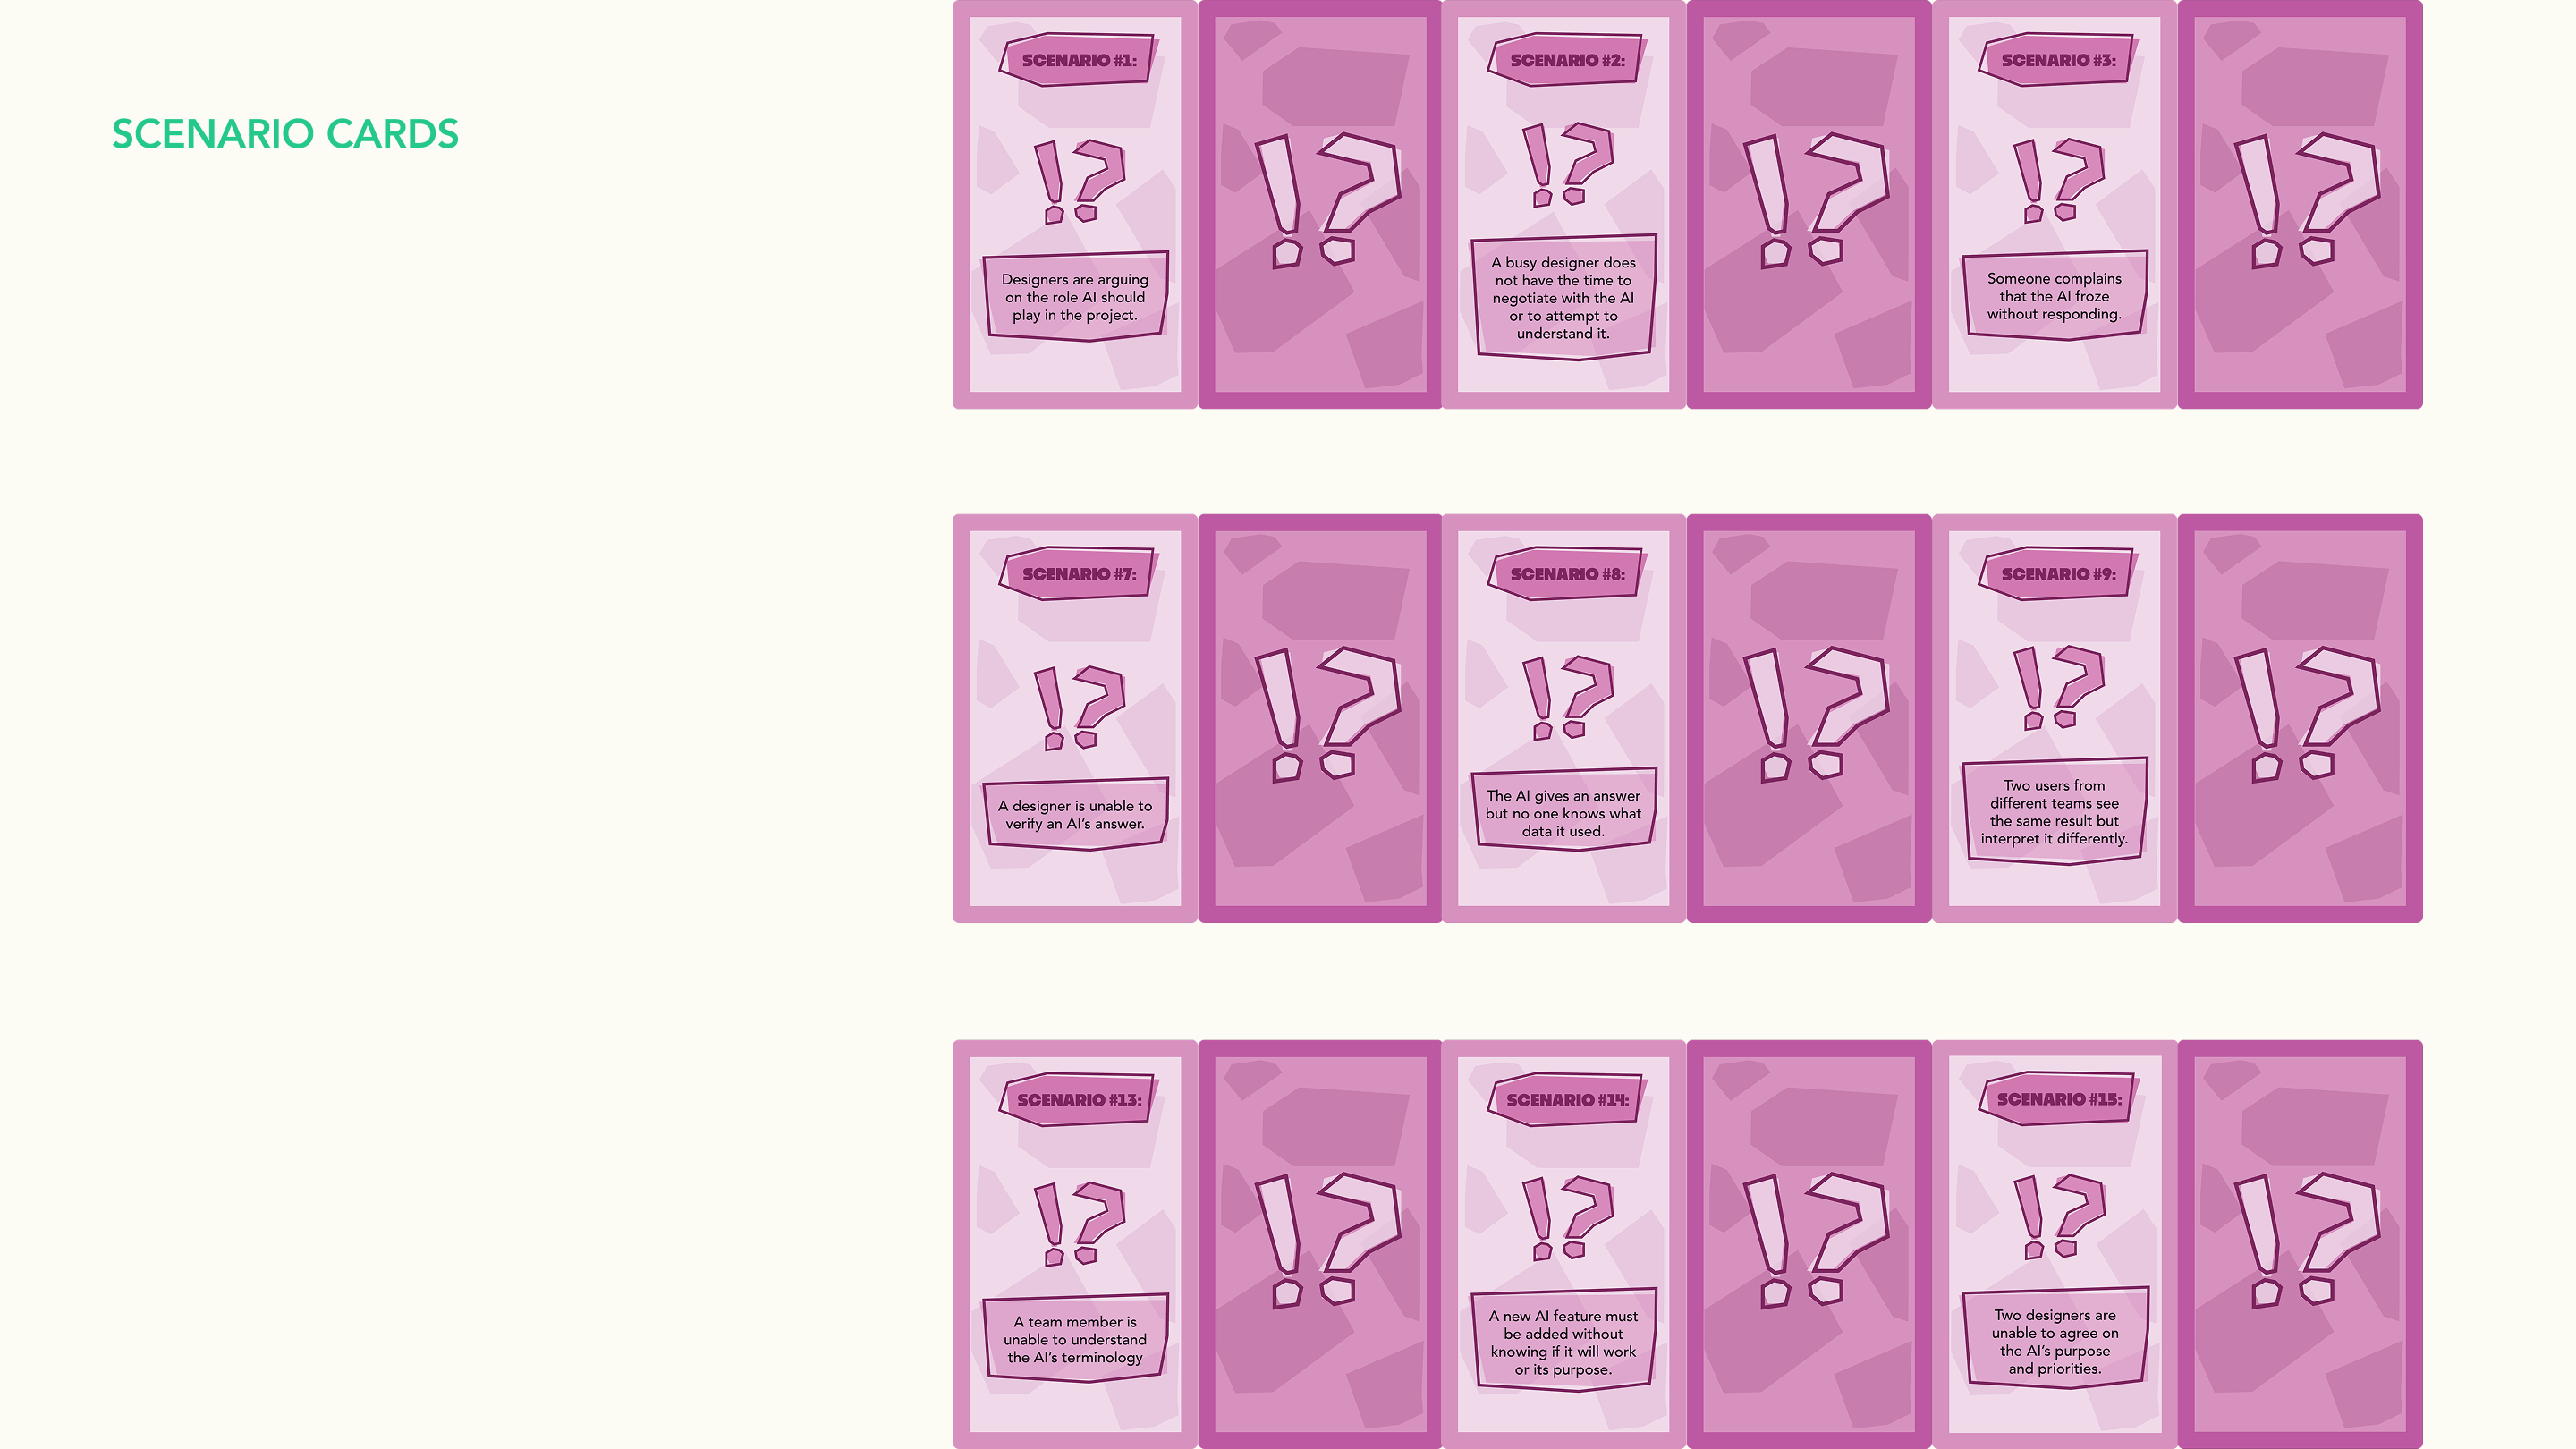 SCENARIO CARDS
SCENARIO #1:
!?
Designers are arguing
on the role AI should
play in the project.
!?
SCENARIO #2:
!?
A busy designer does
not have the time to
negotiate with the AI
or to attempt to
understand it.
!?
SCENARIO #3:
!?
Someone complains
that the AI froze
without responding.
!?
SCENARIO #7:
!?
A designer is unable to
verify an AI's answer.
!?
SCENARIO #8:
!?
The AI gives an answer
but no one knows what
data it used.
!?
SCENARIO #9:
!?
Two users from
different teams see
the same result but
interpret it differently.
!?
SCENARIO #13:
!?
A team member is
unable to understand
the AI's terminology
!?
SCENARIO #14:
!?
A new AI feature must
be added without
knowing if it will work
or its purpose.
!?
SCENARIO #15:
!?
Two designers are
unable to agree on
the AI's purpose
and priorities.
!?